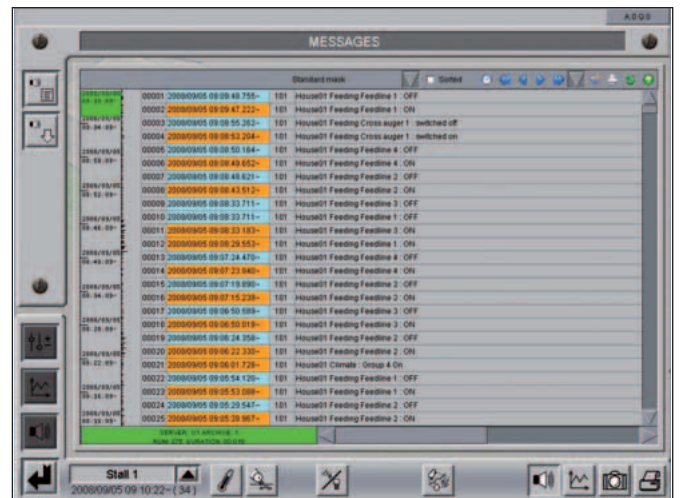 MESSAGES
Standard mask
Sorted
00001 2008/09/05 09:09:48.755~ 101 House01 Feeding Feedline 1 : OFF
00002 2008/09/05 09:09:47.222~ 101 House01 Feeding Feedline 1 : ON
00003 2008/09/05 09:08:55.263~ 101 House01 Feeding Cross auger 1 : switched off
00004 2008/09/05 09:08:53.204~ 101 House01 Feeding Cross auger 1 : switched on
00005 2008/09/05 09:08:50.184~ 101 House01 Feeding Feedline 4 : OFF
00006 2008/09/05 09:08:49.652~ 101 House01 Feeding Feedline 4 : ON
00007 2008/09/05 09:08:48.621~ 101 House01 Feeding Feedline 2 : OFF
00008 2008/09/05 09:08:43.512~ 101 House01 Feeding Feedline 2 : ON
00009 2008/09/05 09:08:33.711~ 101 House01 Feeding Feedline 3 : OFF
00010 2008/09/05 09:08:33.711~ 101 House01 Feeding Feedline 1 : OFF
00011 2008/09/05 09:08:33.183~ 101 House01 Feeding Feedline 3 : ON
00012 2008/09/05 09:08:29.553~ 101 House01 Feeding Feedline 1 : ON
00013 2008/09/05 09:07:24.470~ 101 House01 Feeding Feedline 4 : OFF
00014 2008/09/05 09:07:23.940~ 101 House01 Feeding Feedline 4 : ON
00015 2008/09/05 09:07:19.890~ 101 House01 Feeding Feedline 2 : OFF
00016 2008/09/05 09:07:15.239~ 101 House01 Feeding Feedline 2 : ON
00017 2008/09/05 09:06:50.589~ 101 House01 Feeding Feedline 3 : OFF
00018 2008/09/05 09:06:50.019~ 101 House01 Feeding Feedline 3 : ON
00019 2008/09/05 09:06:24.358~ 101 House01 Feeding Feedline 2 : OFF
00020 2008/09/05 09:06:22.330~ 101 House01 Feeding Feedline 2 : ON
00021 2008/09/05 09:06:01.728~ 101 House01 Climate : Group 4 On
00022 2008/09/05 09:05:54.120~ 101 House01 Feeding Feedline 1 : OFF
00023 2008/09/05 09:05:53.088~ 101 House01 Feeding Feedline 1 : ON
00024 2008/09/05 09:05:29.547~ 101 House01 Feeding Feedline 2 : OFF
00025 2008/09/05 09:05:28.967~ 101 House01 Feeding Feedline 2 : ON
SERVER: 1/1 ARCHIVE: 1
NUM: 275 DURATION:
Stall 1
2008/09/05 09:10:22~ ( 34 )